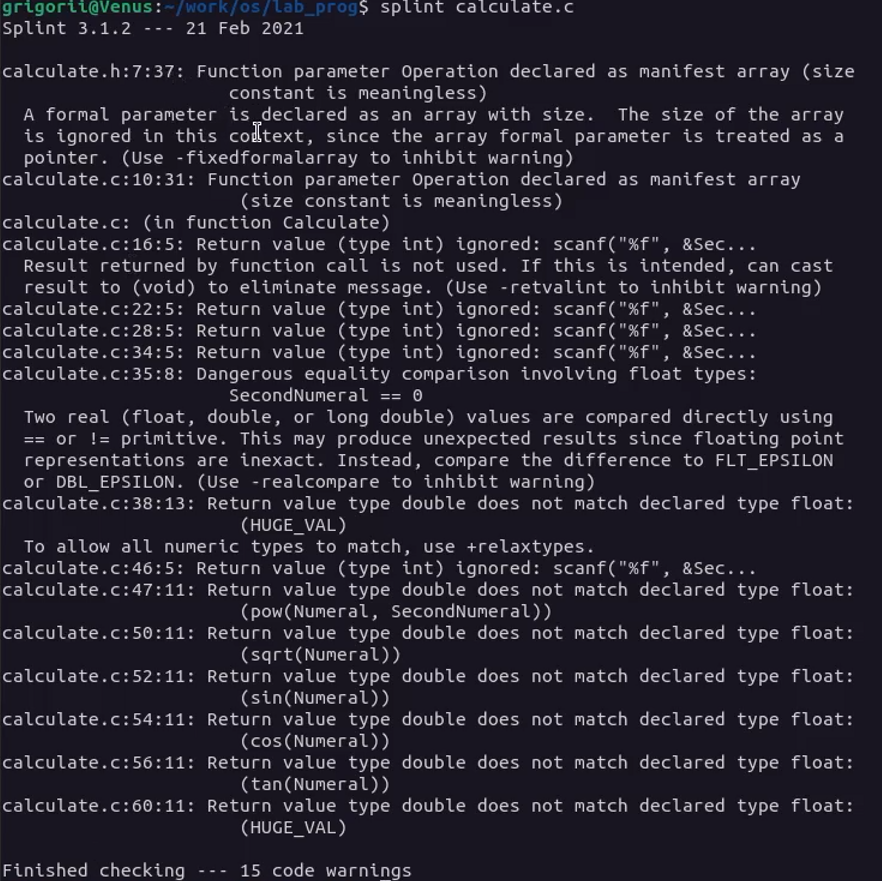 grigorii@Venus:~/work/os/lab_prog$ splint calculate.c
Splint 3.1.2 --- 21 Feb 2021
calculate.h:7:37: Function parameter Operation declared as manifest array (size
constant is meaningless)
A formal parameter is declared as an array with size.  The size of the array
is ignored in this context, since the array formal parameter is treated as a
pointer. (Use -fixedformalarray to inhibit warning)
calculate.c:10:31: Function parameter Operation declared as manifest array
(size constant is meaningless)
calculate.c: (in function Calculate)
calculate.c:16:5: Return value (type int) ignored: scanf("%f", &Sec...
Result returned by function call is not used. If this is intended, can cast
result to (void) to eliminate message. (Use -retvalint to inhibit warning)
calculate.c:22:5: Return value (type int) ignored: scanf("%f", &Sec...
calculate.c:28:5: Return value (type int) ignored: scanf("%f", &Sec...
calculate.c:34:5: Return value (type int) ignored: scanf("%f", &Sec...
calculate.c:35:8: Dangerous equality comparison involving float types:
SecondNumeral == 0
Two real (float, double, or long double) values are compared directly using
== or != primitive. This may produce unexpected results since floating point
representations are inexact. Instead, compare the difference to FLT_EPSILON
or DBL_EPSILON. (Use -realcompare to inhibit warning)
calculate.c:38:13: Return value type double does not match declared type float:
(HUGE_VAL)
To allow all numeric types to match, use +relaxtypes.
calculate.c:46:5: Return value (type int) ignored: scanf("%f", &Sec...
calculate.c:47:11: Return value type double does not match declared type float:
(pow(Numeral, SecondNumeral))
calculate.c:50:11: Return value type double does not match declared type float:
(sqrt(Numeral))
calculate.c:52:11: Return value type double does not match declared type float:
(sin(Numeral))
calculate.c:54:11: Return value type double does not match declared type float:
(cos(Numeral))
calculate.c:56:11: Return value type double does not match declared type float:
(tan(Numeral))
calculate.c:60:11: Return value type double does not match declared type float:
(HUGE_VAL)
Finished checking --- 15 code warnings